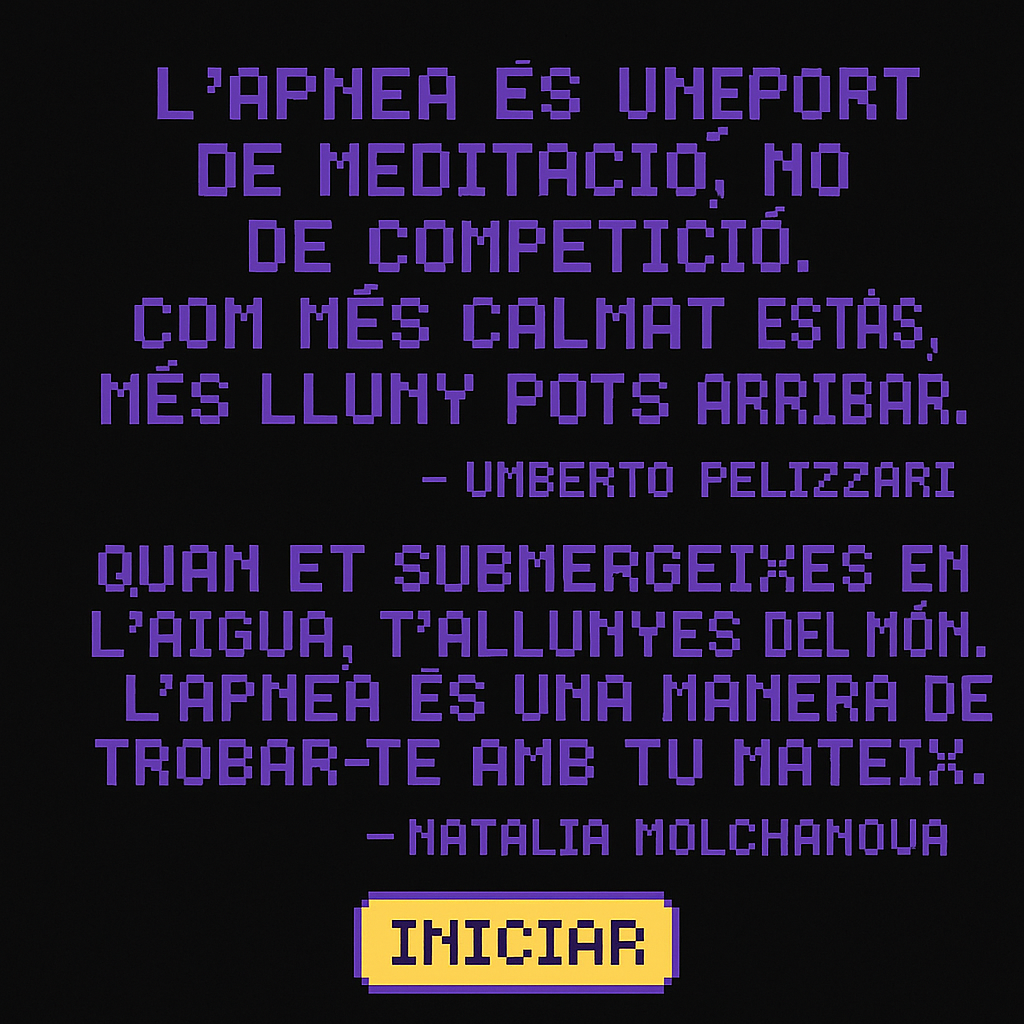 L'APNEA ÉS UNEPORT
DE MEDITACIÓ, NO
DE COMPETICIÓ.
COM MÉS CALMAT ESTÀS,
MÉS LLUNY POTS ARRIBAR.
– UMBERTO PELIZZARI
QUAN ET SUBMERGEIXES EN
L'AIGUA, T'ALLUNYES DEL MÓN.
L'APNEA ÉS UNA MANERA DE
TROBAR-TE AMB TU MATEIX.
– NATALIA MOLCHANOVA
INICIAR